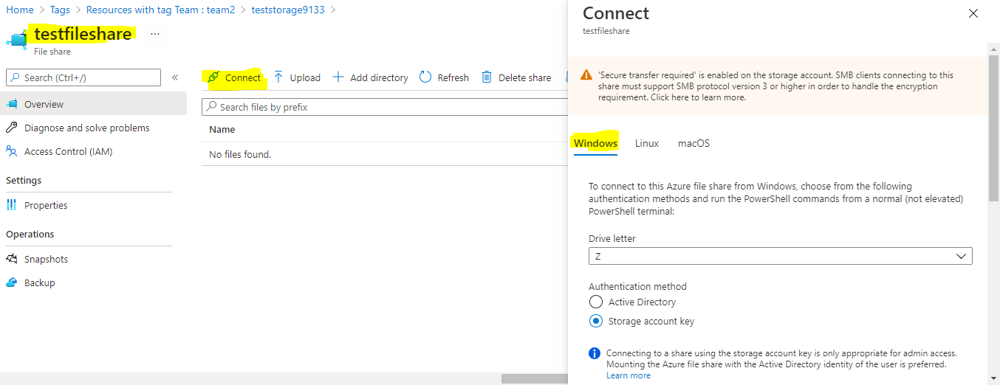 Home > Tags > Resources with tag Team : team2 > teststorage9133 >
testfileshare ...
File share
Search (Ctrl+/)
«
Overview
Diagnose and solve problems
Access Control (IAM)
Settings
Properties
Operations
Snapshots
Backup
Connect Upload Add directory Refresh Delete share
Search files by prefix
Name
No files found.
Connect
testfileshare
'Secure transfer required' is enabled on the storage account. SMB clients connecting to this
share must support SMB protocol version 3 or higher in order to handle the encryption
requirement. Click here to learn more.
Windows Linux macOS
To connect to this Azure file share from Windows, choose from the following
authentication methods and run the PowerShell commands from a normal (not elevated)
PowerShell terminal:
Drive letter
Z
Authentication method
Active Directory
Storage account key
Connecting to a share using the storage account key is only appropriate for admin access.
Mounting the Azure file share with the Active Directory identity of the user is preferred.
Learn more